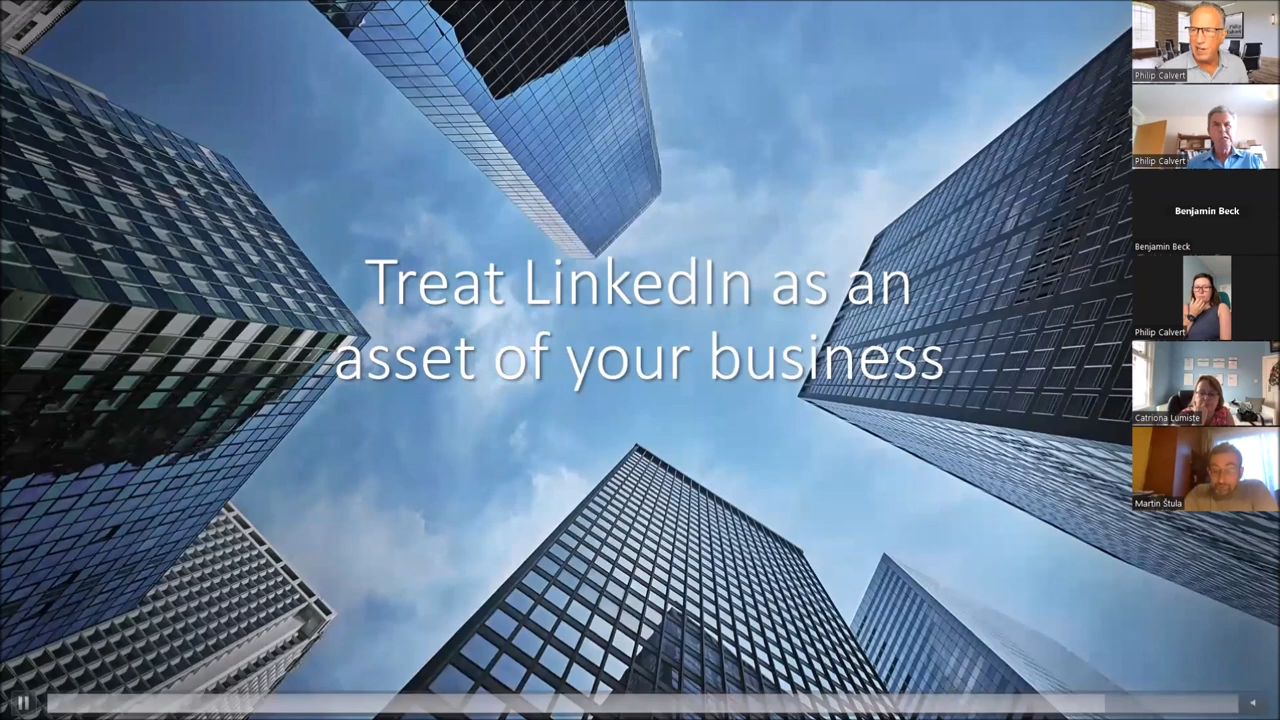 Treat LinkedIn as an
asset of your business
Philip Calvert
Philip Calvert
Benjamin Beck
Benjamin Beck
Philip Calvert
Catriona Lumiste
Martin Štula